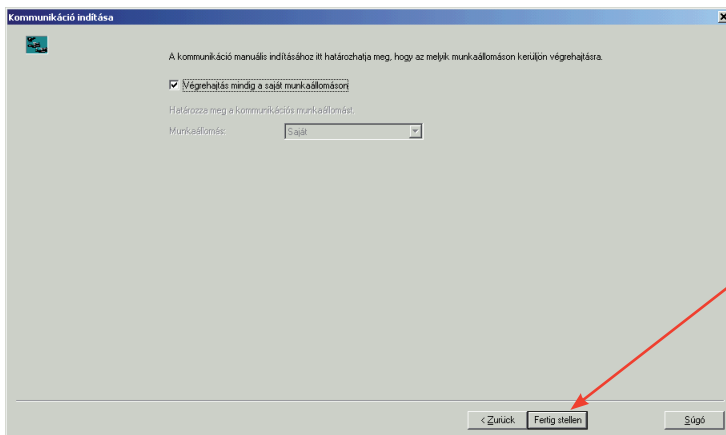 Kommunikáció indítása
A kommunikáció manuális indításához itt határozhatja meg, hogy az melyik munkaállomáson kerüljön végrehajtásra.
Végrehajtás mindig a saját munkaállomáson
Határozza meg a kommunikációs munkaállomást.
Munkaállomás: Saját
< Zurück Fertig stellen Súgó